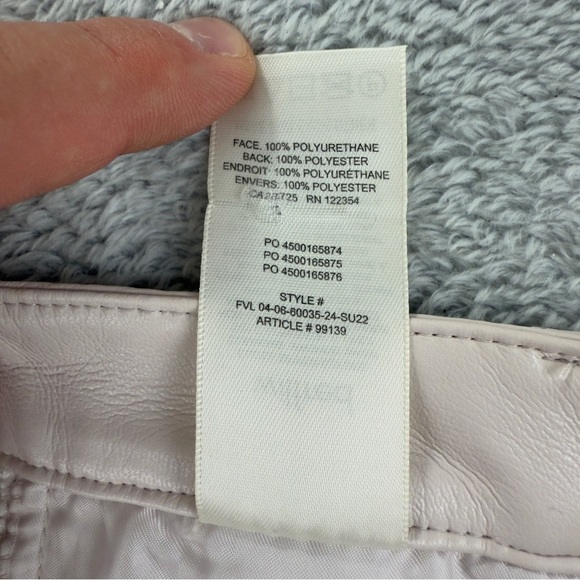 FACE: 100% POLYURETHANE
BACK: 100% POLYESTER
ENDROIT: 100% POLYURÉTHANE
ENVERS: 100% POLYESTER
RN 122354
PO 4500165874
PO 4500165875
PO 4500165876
STYLE #
FVL 04-06-60035-24-SU22
ARTICLE # 99139
wilfred